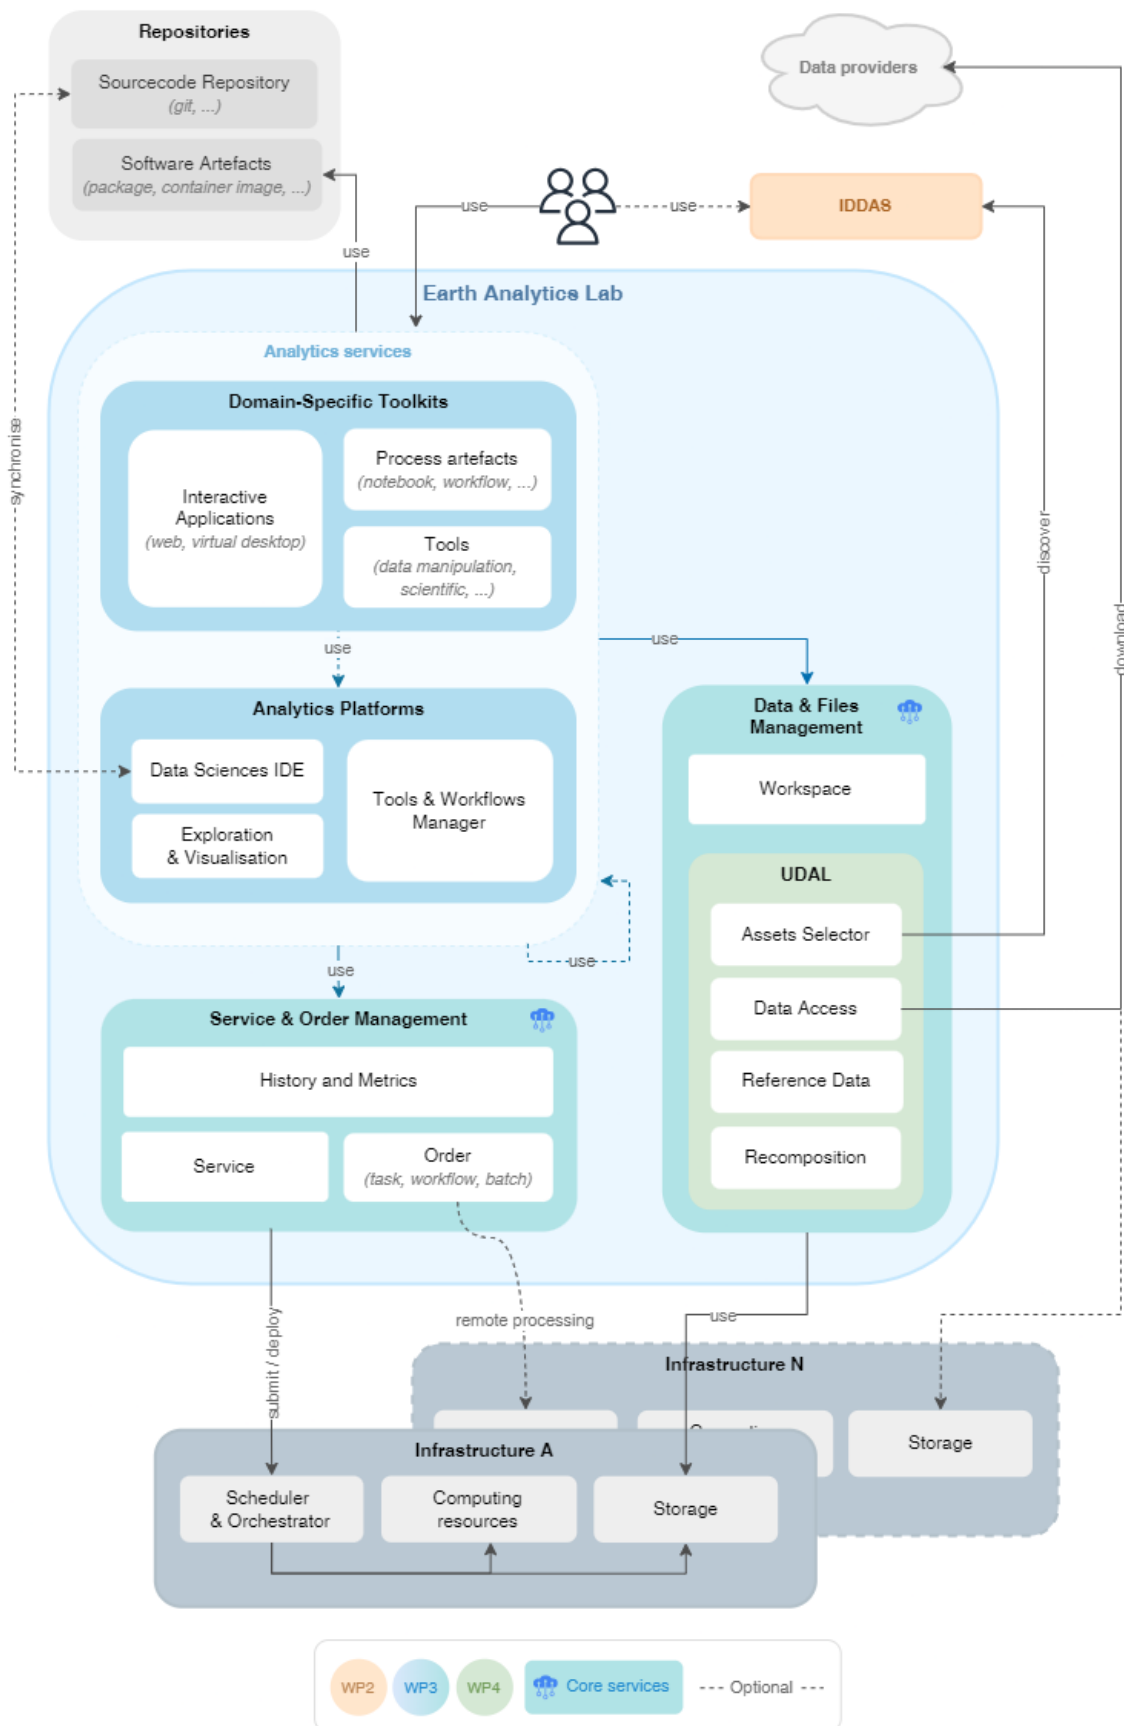 Repositories
Sourcecode Repository
(git, ...)
Software Artefacts
(package, container image, ...)
Data providers
use
use
IDDAS
use
Earth Analytics Lab
Analytics services
Domain-Specific Toolkits
Interactive
Applications
(web, virtual desktop)
Process artefacts
(notebook, workflow, ...)
Tools
(data manipulation,
scientific, ...)
synchronise
discover
download
use
use
Analytics Platforms
Data Sciences IDE
Exploration
& Visualisation
Tools & Workflows
Manager
Data & Files
Management
Workspace
UDAL
Assets Selector
Data Access
Reference Data
Recomposition
use
use
Service & Order Management
History and Metrics
Service
Order
(task, workflow, batch)
submit / deploy
remote processing
use
Infrastructure N
Storage
Infrastructure A
Scheduler
& Orchestrator
Computing
resources
Storage
WP2
WP3
WP4
Core services
Optional